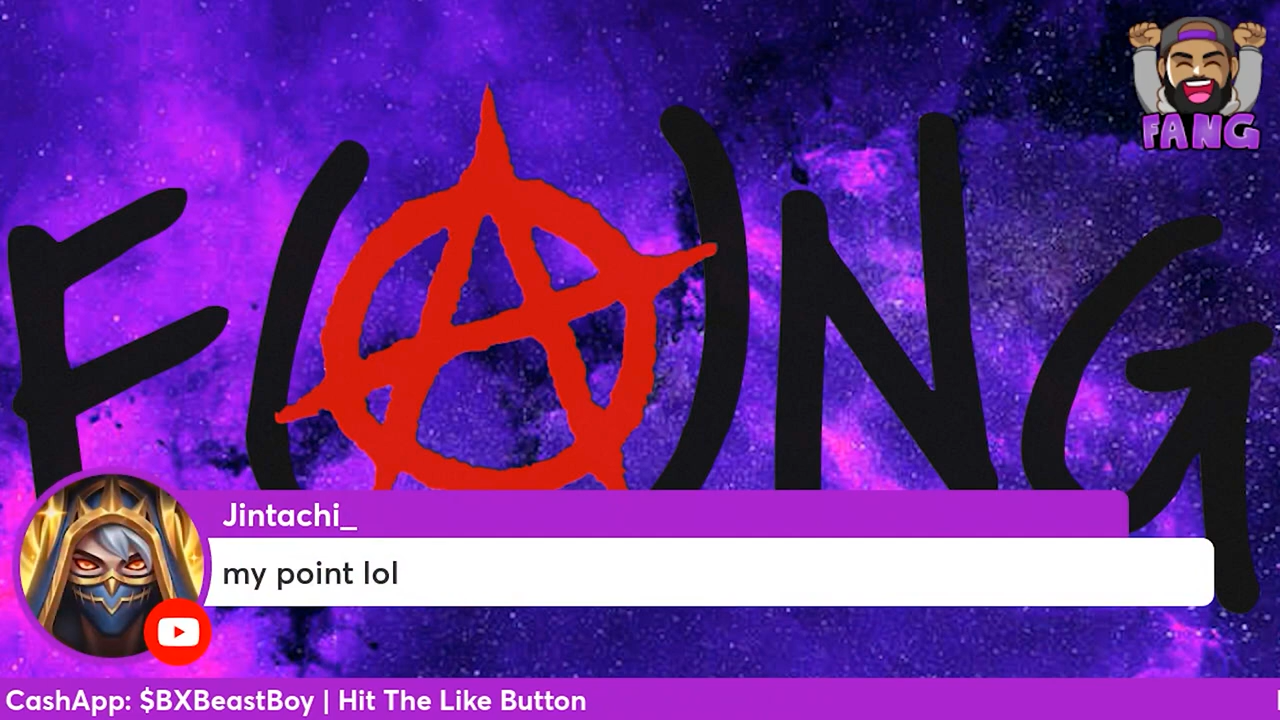 FANG
F(A)NG
Jintachi_
my point lol
CashApp: $BXBeastBoy | Hit The Like Button